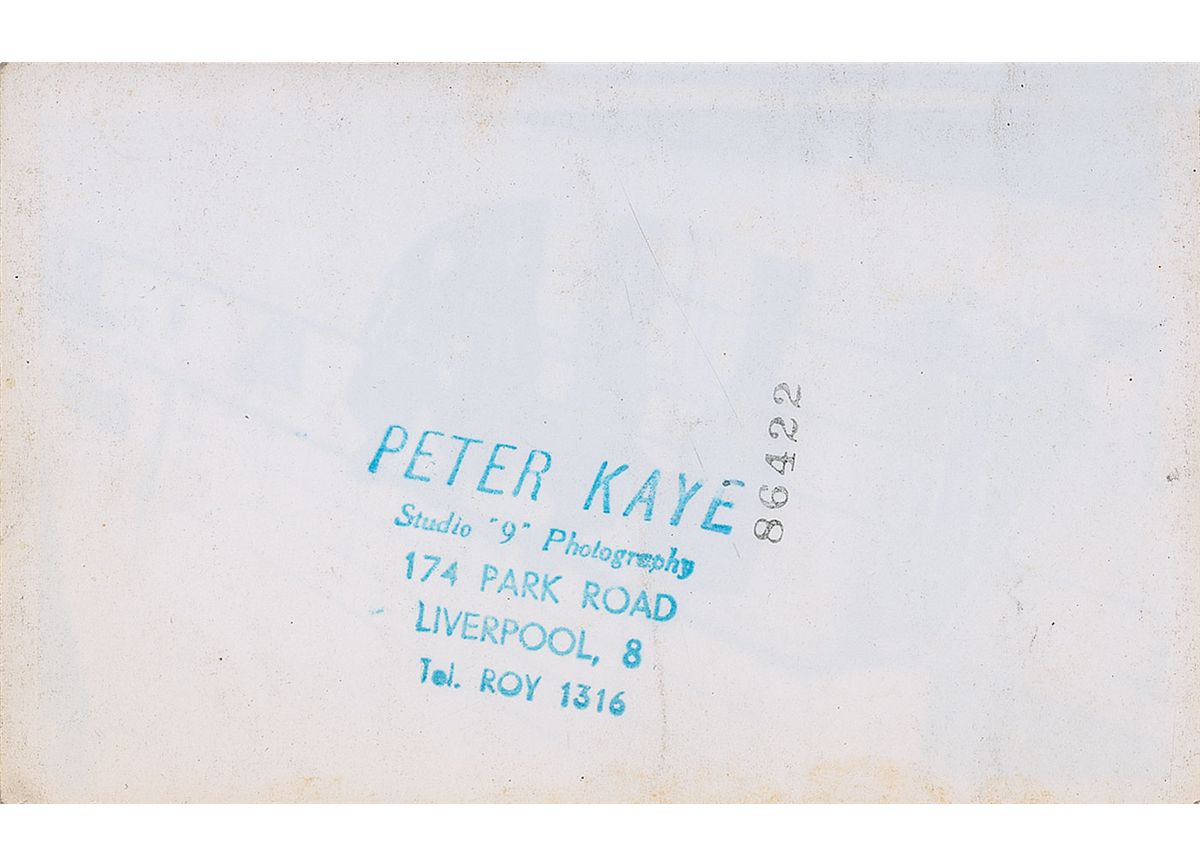 PETER KAYE
Studio "9" Photography
174 PARK ROAD
LIVERPOOL, 8
Tel. ROY 1316
86422